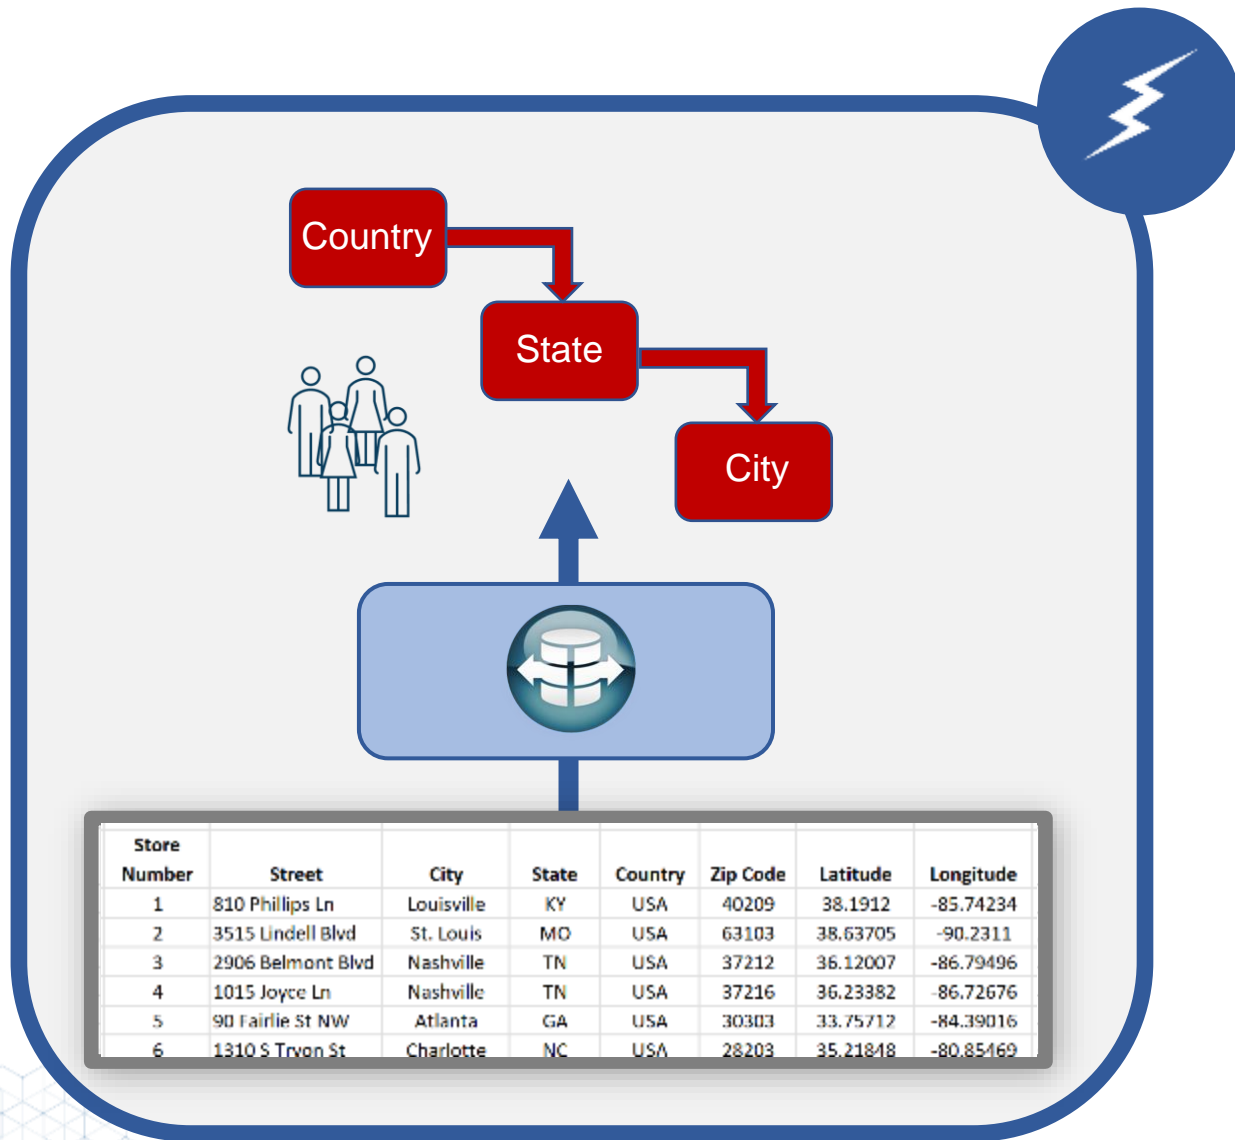 Country
State
City
Store
Number Street City State Country Zip Code Latitude Longitude
1 810 Phillips Ln Louisville KY USA 40209 38.1912 -85.74234
2 3515 Lindell Blvd St. Louis MO USA 63103 38.63705 -90.2311
3 2906 Belmont Blvd Nashville TN USA 37212 36.12007 -86.79496
4 1015 Joyce Ln Nashville TN USA 37216 36.23382 -86.72676
5 90 Fairlie St NW Atlanta GA USA 30303 33.75712 -84.39016
6 1310 S Tryon St Charlotte NC USA 28203 35.21848 -80.85469